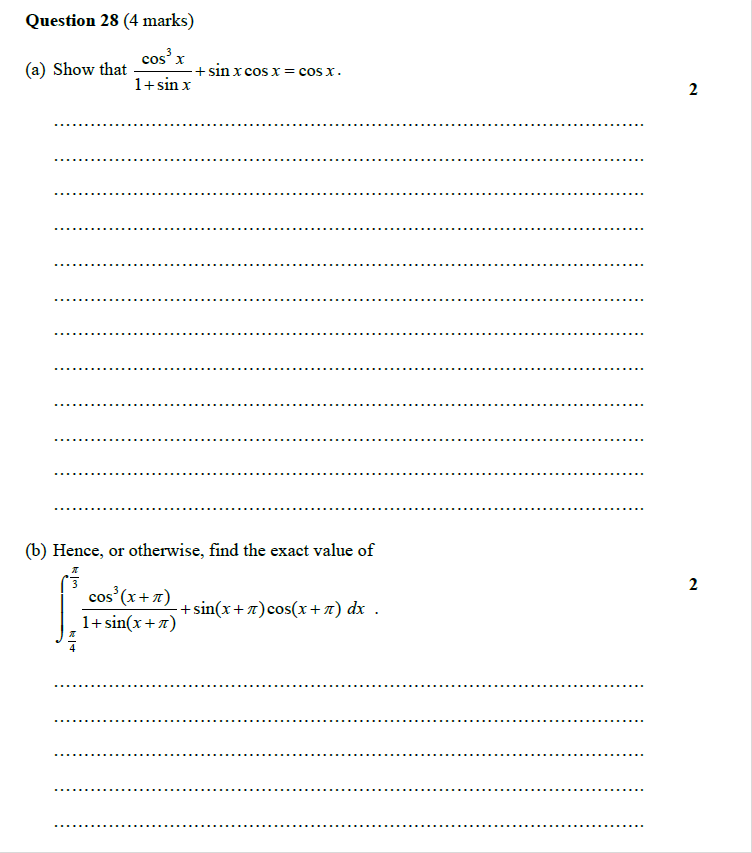 Question 28 (4 marks)
(a) Show that \frac{\cos^3 x}{1+\sin x} + \sin x \cos x = \cos x.
2
(b) Hence, or otherwise, find the exact value of
\int_{\frac{\pi}{4}}^{\frac{\pi}{3}} \frac{\cos^3(x+\pi)}{1+\sin(x+\pi)} + \sin(x+\pi)\cos(x+\pi) \, dx .
2